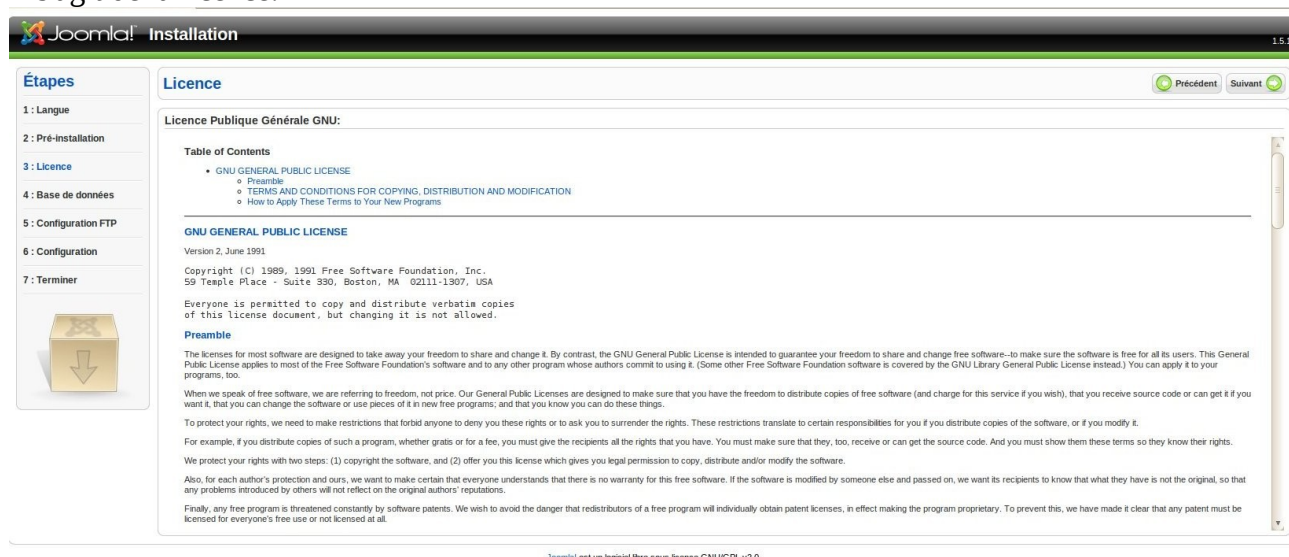 Joomla! Installation
1.5.1
Étapes
1 : Langue
2 : Pré-installation
3 : Licence
4 : Base de données
5 : Configuration FTP
6 : Configuration
7 : Terminer
Licence
Précédent Suivant
Licence Publique Générale GNU:
Table of Contents
GNU GENERAL PUBLIC LICENSE
Preamble
TERMS AND CONDITIONS FOR COPYING, DISTRIBUTION AND MODIFICATION
How to Apply These Terms to Your New Programs
GNU GENERAL PUBLIC LICENSE
Version 2, June 1991
Copyright (C) 1989, 1991 Free Software Foundation, Inc.
59 Temple Place - Suite 330, Boston, MA 02111-1307, USA
Everyone is permitted to copy and distribute verbatim copies
of this license document, but changing it is not allowed.
Preamble
The licenses for most software are designed to take away your freedom to share and change it. By contrast, the GNU General Public License is intended to guarantee your freedom to share and change free software--to make sure the software is free for all its users. This General
Public License applies to most of the Free Software Foundation's software and to any other program whose authors commit to using it. (Some other Free Software Foundation software is covered by the GNU Library General Public License instead.) You can apply it to your
programs, too.
When we speak of free software, we are referring to freedom, not price. Our General Public Licenses are designed to make sure that you have the freedom to distribute copies of free software (and charge for this service if you wish), that you receive source code or can get it if you
want it, that you can change the software or use pieces of it in new free programs; and that you know you can do these things.
To protect your rights, we need to make restrictions that forbid anyone to deny you these rights or to ask you to surrender the rights. These restrictions translate to certain responsibilities for you if you distribute copies of the software, or if you modify it.
For example, if you distribute copies of such a program, whether gratis or for a fee, you must give the recipients all the rights that you have. You must make sure that they, too, receive or can get the source code. And you must show them these terms so they know their rights.
We protect your rights with two steps: (1) copyright the software, and (2) offer you this license which gives you legal permission to copy, distribute and/or modify the software.
Also, for each author's protection and ours, we want to make certain that everyone understands that there is no warranty for this free software. If the software is modified by someone else and passed on, we want its recipients to know that what they have is not the original, so that
any problems introduced by others will not reflect on the original authors' reputations.
Finally, any free program is threatened constantly by software patents. We wish to avoid the danger that redistributors of a free program will individually obtain patent licenses, in effect making the program proprietary. To prevent this, we have made it clear that any patent must be
licensed for everyone's free use or not licensed at all.